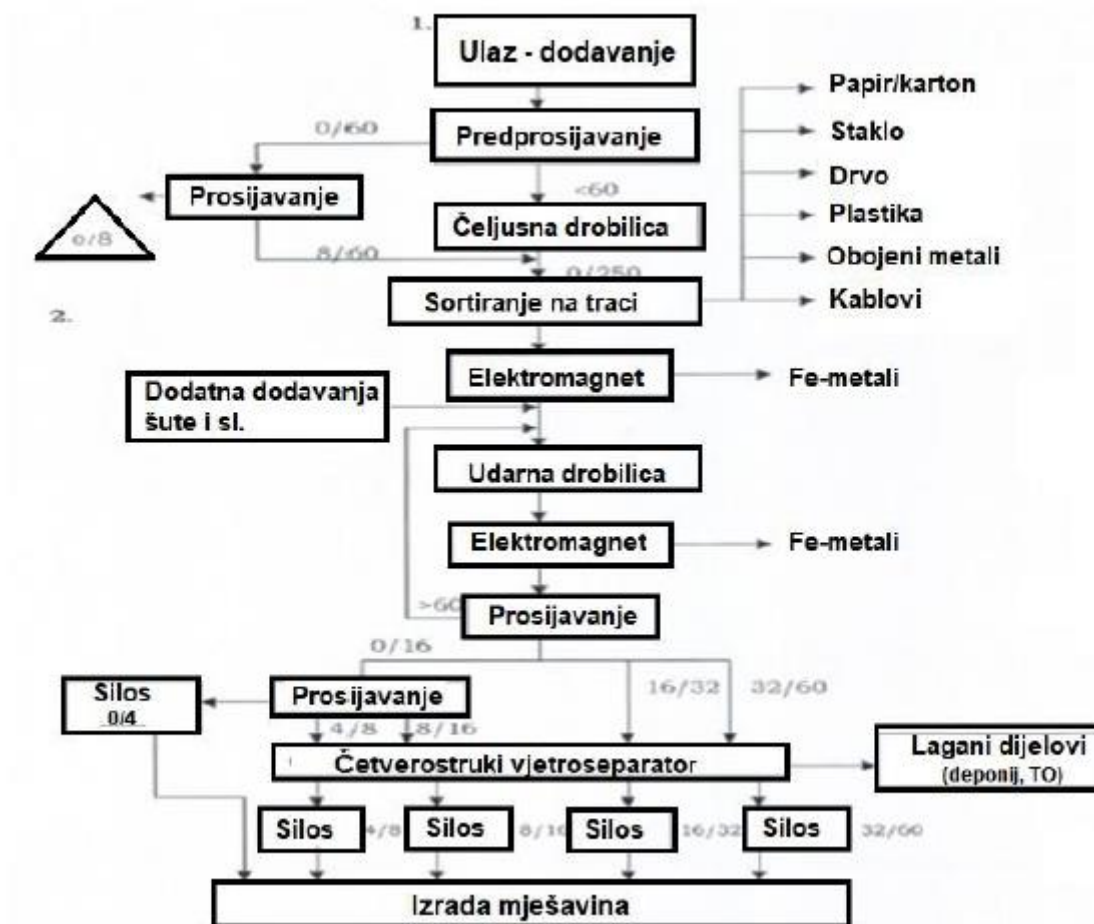 1.
Ulaz - dodavanje
Papir/karton
0/60
Predprosijavanje
Staklo
Prosijavanje
<60
Drvo
Plastika
0/8
Čeljusna drobilica
8/60
Obojeni metali
0/250
2.
Sortiranje na traci
Kablovi
Elektromagnet
Fe-metali
Dodatna dodavanja
šute i sl.
Udarna drobilica
Elektromagnet
Fe-metali
>60
Prosijavanje
0/16
Silos
0/4
Prosijavanje
16/32
32/60
4/8
8/16
Četverostruki vjetroseparator
Lagani dijelovi
(deponij, TO)
Silos
4/8
Silos
8/16
Silos
16/32
Silos
32/60
Izrada mješavina